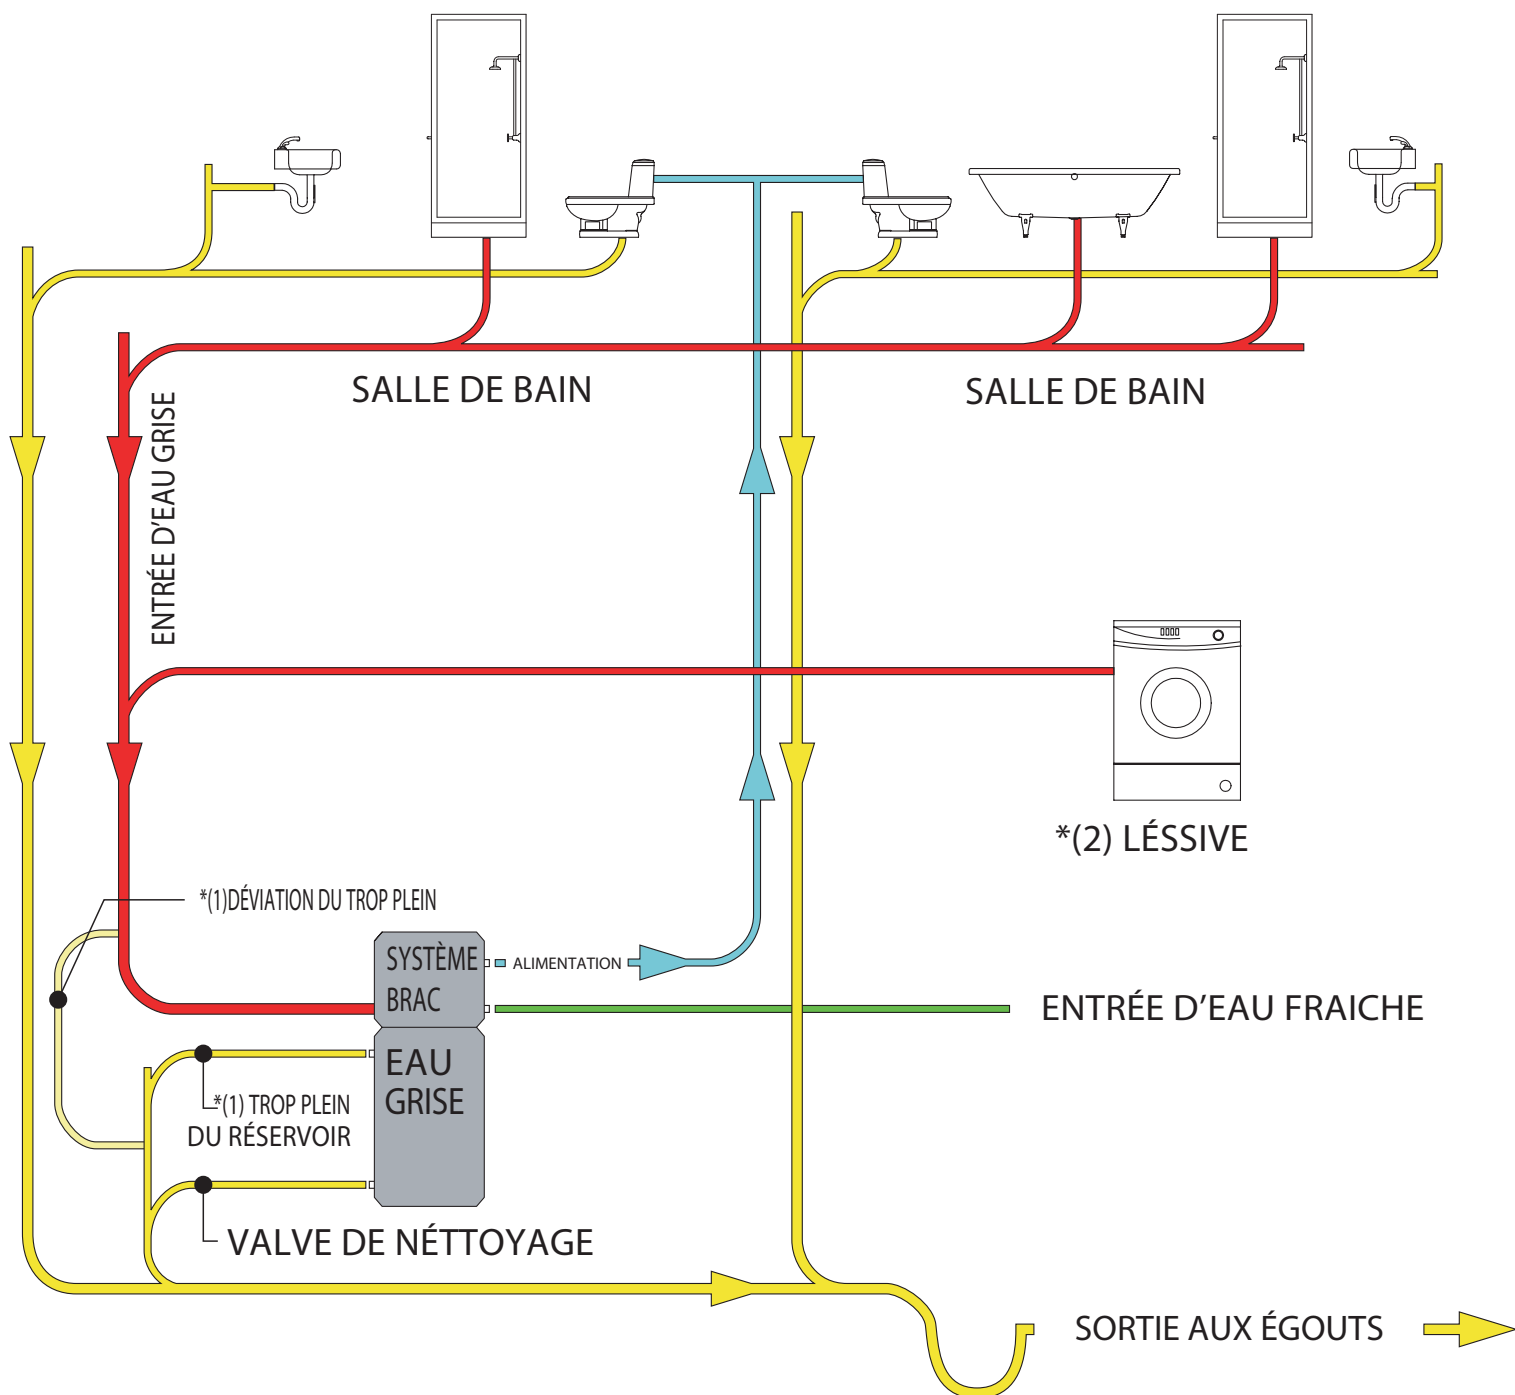 SALLE DE BAIN
SALLE DE BAIN
ENTRÉE D'EAU GRISE
*(2) LÉSSIVE
*(1)DÉVIATION DU TROP PLEIN
SYSTÈME
BRAC
ALIMENTATION
ENTRÉE D'EAU FRAICHE
EAU
GRISE
*(1) TROP PLEIN
DU RÉSERVOIR
VALVE DE NÉTTOYAGE
SORTIE AUX ÉGOUTS